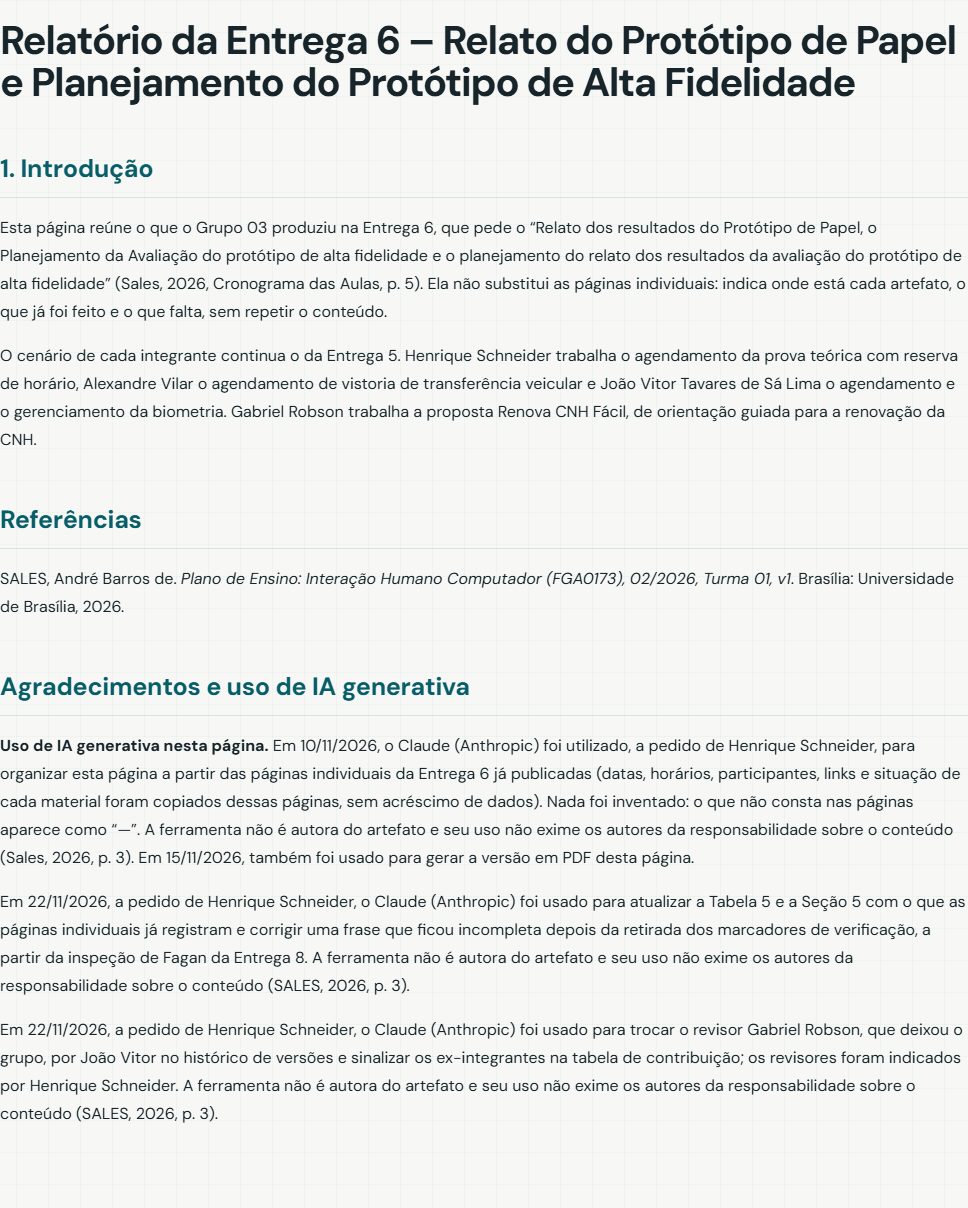 Relatório da Entrega 6 – Relato do Protótipo de Papel
e Planejamento do Protótipo de Alta Fidelidade
1. Introdução
Esta página reúne o que o Grupo 03 produziu na Entrega 6, que pede o “Relato dos resultados do Protótipo de Papel, o
Planejamento da Avaliação do protótipo de alta fidelidade e o planejamento do relato dos resultados da avaliação do protótipo de
alta fidelidade” (Sales, 2026, Cronograma das Aulas, p. 5). Ela não substitui as páginas individuais: indica onde está cada artefato, o
que já foi feito e o que falta, sem repetir o conteúdo.
O cenário de cada integrante continua o da Entrega 5. Henrique Schneider trabalha o agendamento da prova teórica com reserva
de horário, Alexandre Vilar o agendamento de vistoria de transferência veicular e João Vitor Tavares de Sá Lima o agendamento e
o gerenciamento da biometria. Gabriel Robson trabalha a proposta Renova CNH Fácil, de orientação guiada para a renovação da
CNH.
Referências
SALES, André Barros de. Plano de Ensino: Interação Humano Computador (FGA0173), 02/2026, Turma 01, v1. Brasília: Universidade
de Brasília, 2026.
Agradecimentos e uso de IA generativa
Uso de IA generativa nesta página. Em 10/11/2026, o Claude (Anthropic) foi utilizado, a pedido de Henrique Schneider, para
organizar esta página a partir das páginas individuais da Entrega 6 já publicadas (datas, horários, participantes, links e situação de
cada material foram copiados dessas páginas, sem acréscimo de dados). Nada foi inventado: o que não consta nas páginas
aparece como “—”. A ferramenta não é autora do artefato e seu uso não exime os autores da responsabilidade sobre o conteúdo
(Sales, 2026, p. 3). Em 15/11/2026, também foi usado para gerar a versão em PDF desta página.
Em 22/11/2026, a pedido de Henrique Schneider, o Claude (Anthropic) foi usado para atualizar a Tabela 5 e a Seção 5 com o que as
páginas individuais já registram e corrigir uma frase que ficou incompleta depois da retirada dos marcadores de verificação, a
partir da inspeção de Fagan da Entrega 8. A ferramenta não é autora do artefato e seu uso não exime os autores da
responsabilidade sobre o conteúdo (SALES, 2026, p. 3).
Em 22/11/2026, a pedido de Henrique Schneider, o Claude (Anthropic) foi usado para trocar o revisor Gabriel Robson, que deixou o
grupo, por João Vitor no histórico de versões e sinalizar os ex-integrantes na tabela de contribuição; os revisores foram indicados
por Henrique Schneider. A ferramenta não é autora do artefato e seu uso não exime os autores da responsabilidade sobre o
conteúdo (SALES, 2026, p. 3).